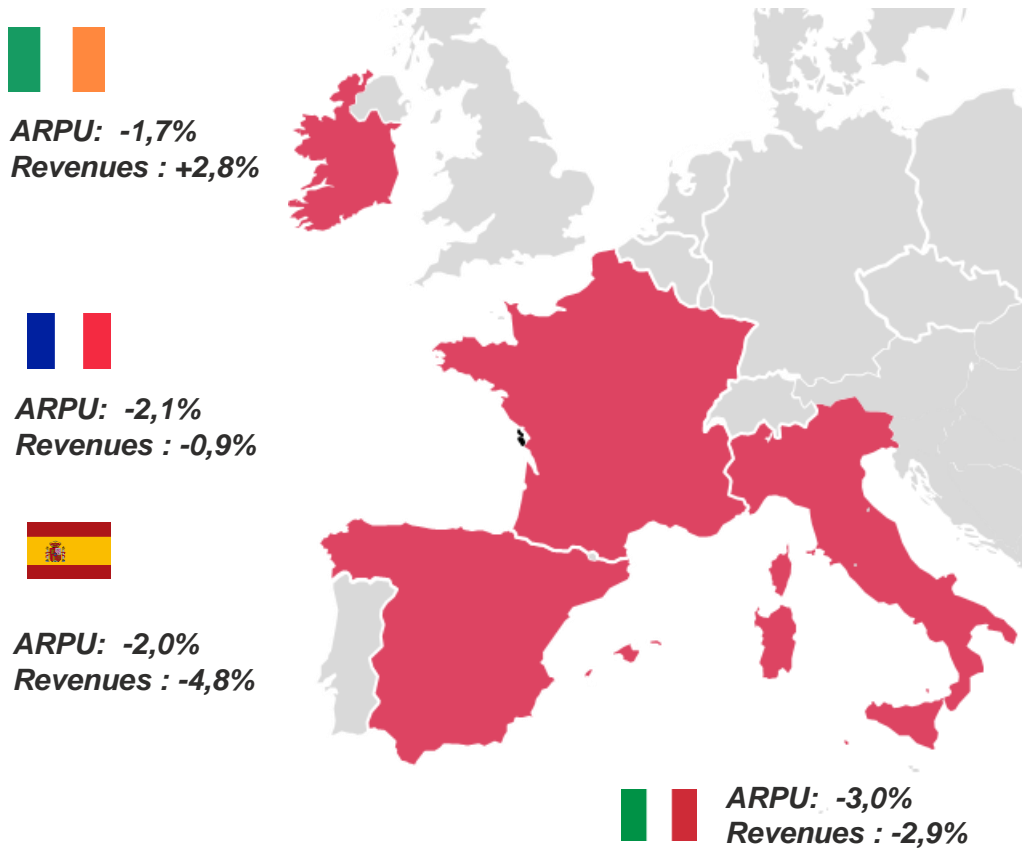 ARPU: -1,7%
Revenues : +2,8%
ARPU: -2,1%
Revenues : -0,9%
ARPU: -2,0%
Revenues : -4,8%
ARPU: -3,0%
Revenues : -2,9%